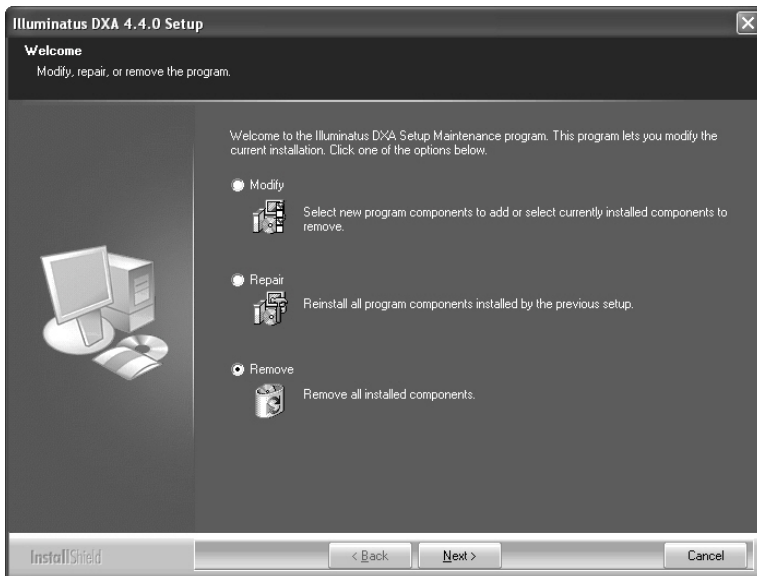 Illuminatus DXA 4.4.0 Setup
Welcome
Modify, repair, or remove the program.
Welcome to the Illuminatus DXA Setup Maintenance program. This program lets you modify the
current installation. Click one of the options below.
Modify
Select new program components to add or select currently installed components to
remove.
Repair
Reinstall all program components installed by the previous setup.
Remove
Remove all installed components.
InstallShield
< Back
Next >
Cancel